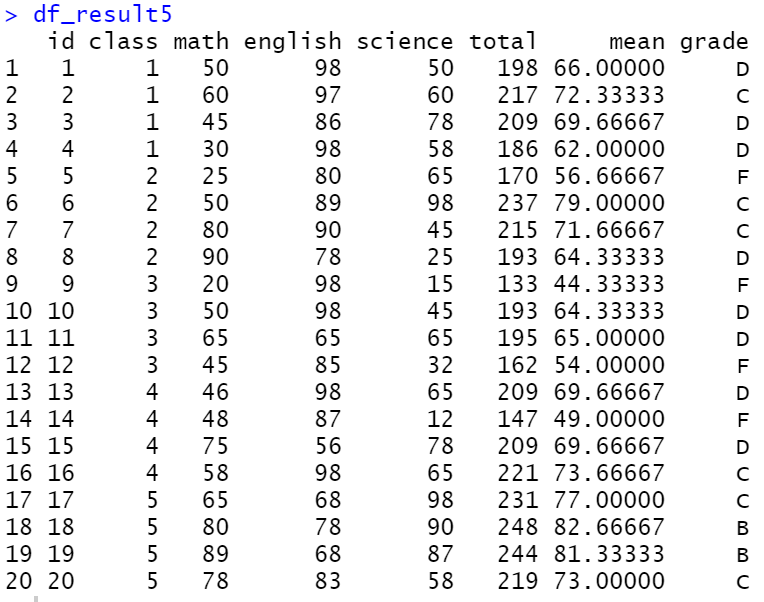 > df_result5
   id class math english science total     mean grade
1   1     1   50      98      50   198 66.00000     D
2   2     1   60      97      60   217 72.33333     C
3   3     1   45      86      78   209 69.66667     D
4   4     1   30      98      58   186 62.00000     D
5   5     2   25      80      65   170 56.66667     F
6   6     2   50      89      98   237 79.00000     C
7   7     2   80      90      45   215 71.66667     C
8   8     2   90      78      25   193 64.33333     D
9   9     3   20      98      15   133 44.33333     F
10 10     3   50      98      45   193 64.33333     D
11 11     3   65      65      65   195 65.00000     D
12 12     3   45      85      32   162 54.00000     F
13 13     4   46      98      65   209 69.66667     D
14 14     4   48      87      12   147 49.00000     F
15 15     4   75      56      78   209 69.66667     D
16 16     4   58      98      65   221 73.66667     C
17 17     5   65      68      98   231 77.00000     C
18 18     5   80      78      90   248 82.66667     B
19 19     5   89      68      87   244 81.33333     B
20 20     5   78      83      58   219 73.00000     C